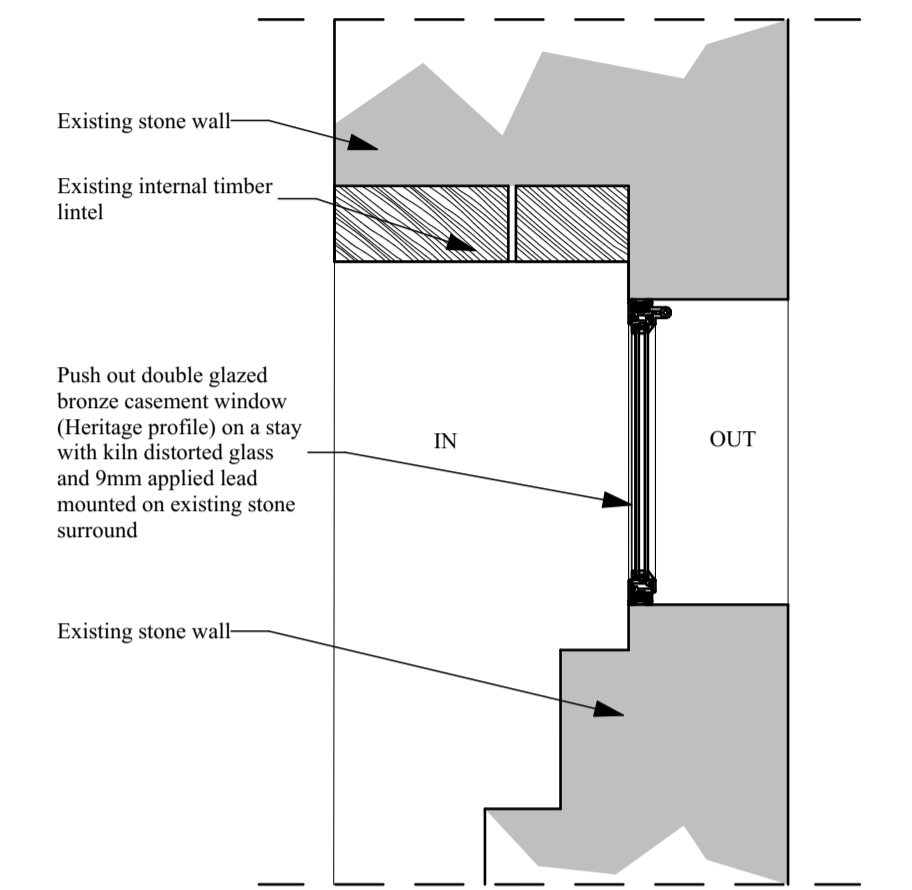 Existing stone wall
Existing internal timber
lintel
Push out double glazed
bronze casement window
(Heritage profile) on a stay
with kiln distorted glass
and 9mm applied lead
mounted on existing stone
surround
IN
OUT
Existing stone wall